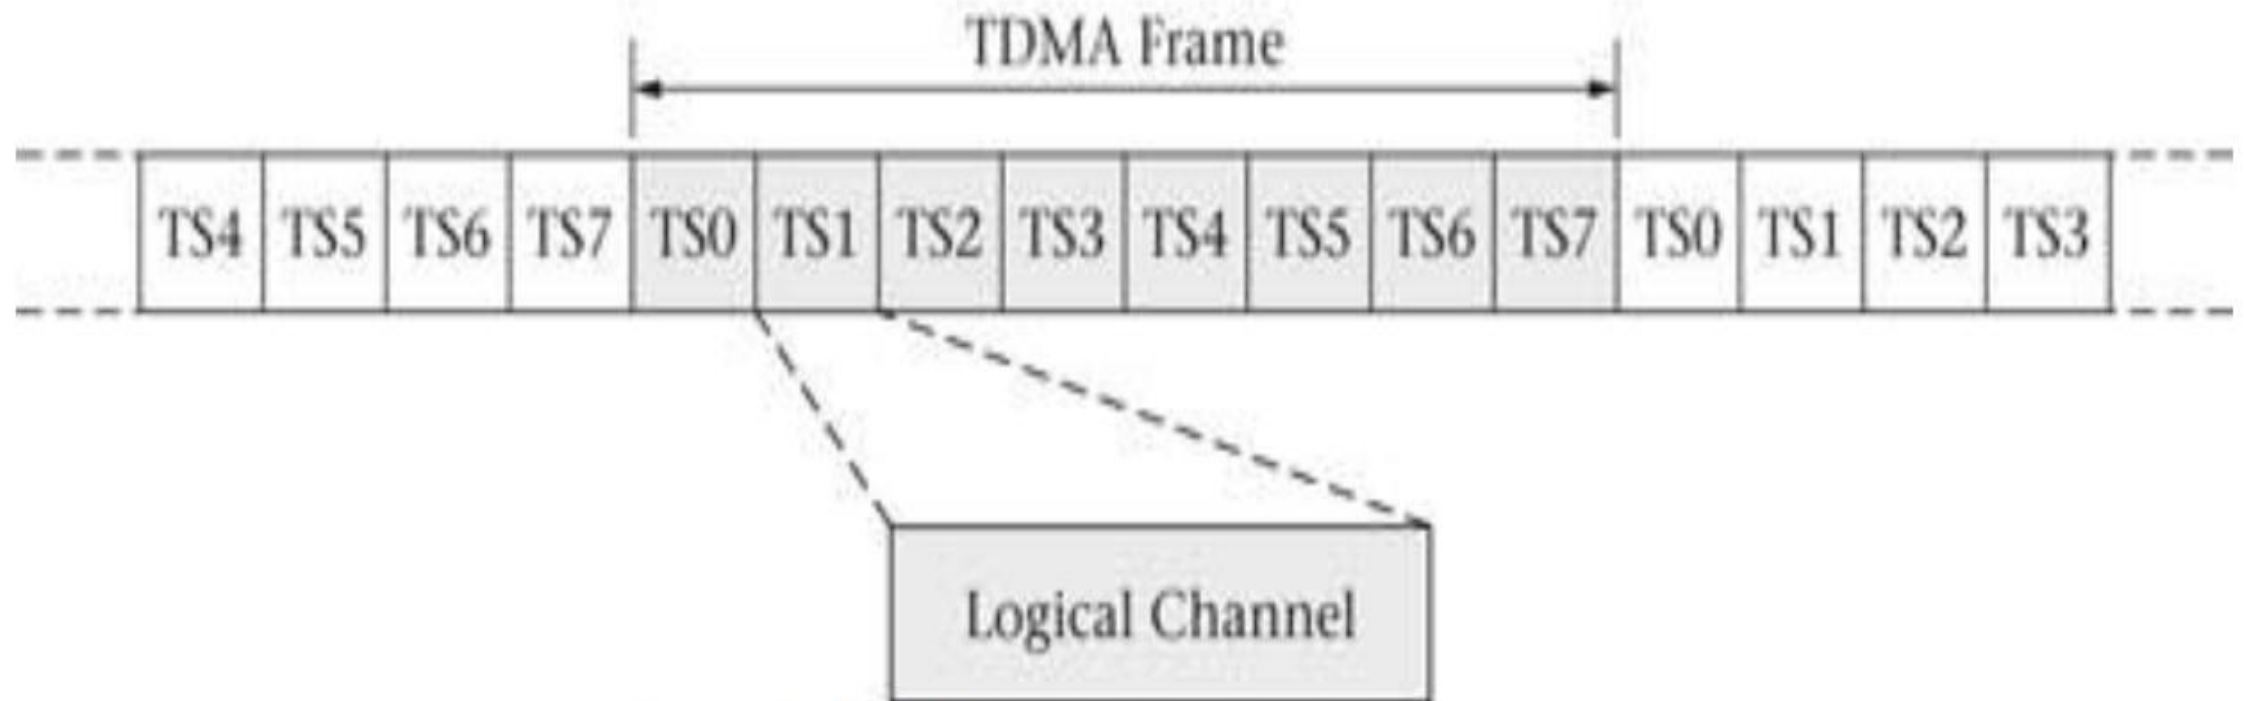 TDMA Frame
TS4 TS5 TS6 TS7 TS0 TS1 TS2 TS3 TS4 TS5 TS6 TS7 TS0 TS1 TS2 TS3
Logical Channel